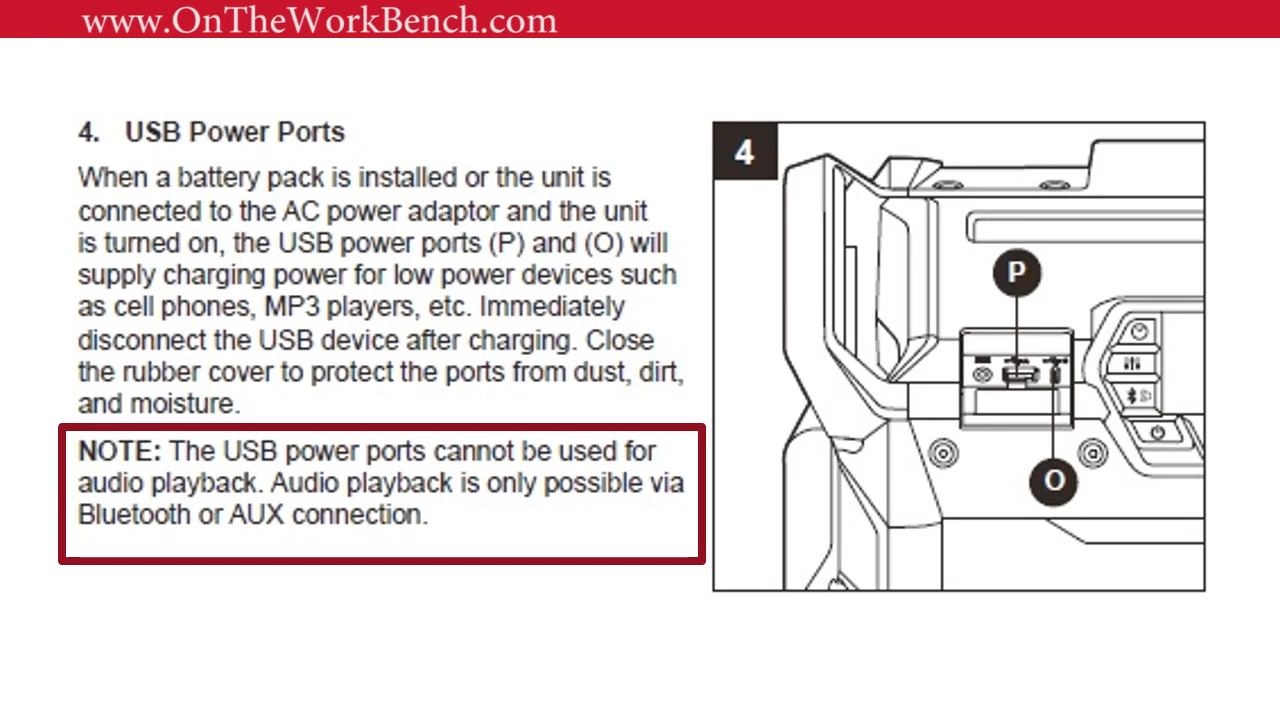 www.OnTheWorkBench.com
4. USB Power Ports
When a battery pack is installed or the unit is
connected to the AC power adaptor and the unit
is turned on, the USB power ports (P) and (O) will
supply charging power for low power devices such
as cell phones, MP3 players, etc. Immediately
disconnect the USB device after charging. Close
the rubber cover to protect the ports from dust, dirt,
and moisture.
NOTE: The USB power ports cannot be used for
audio playback. Audio playback is only possible via
Bluetooth or AUX connection.
4
P
O